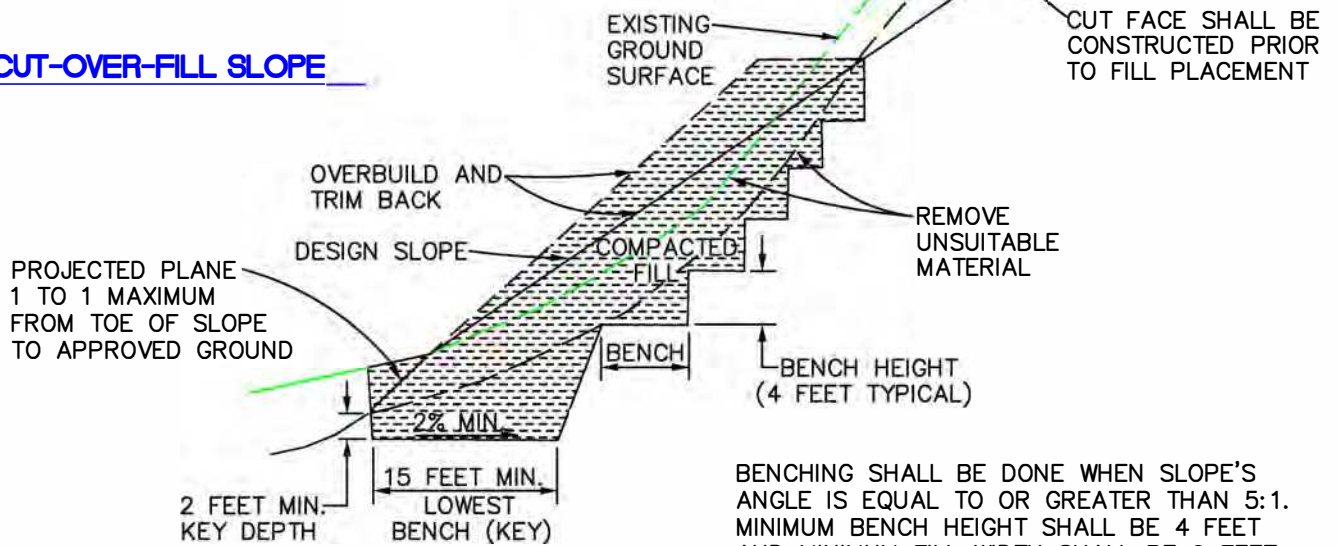 EXISTING
GROUND
SURFACE
CUT FACE SHALL BE
CONSTRUCTED PRIOR
TO FILL PLACEMENT
CUT-OVER-FILL SLOPE
OVERBUILD AND
TRIM BACK
DESIGN SLOPE
COMPACTED
FILL
REMOVE
UNSUITABLE
MATERIAL
PROJECTED PLANE
1 TO 1 MAXIMUM
FROM TOE OF SLOPE
TO APPROVED GROUND
BENCH
BENCH HEIGHT
(4 FEET TYPICAL)
2% MIN.
15 FEET MIN.
LOWEST
BENCH (KEY)
2 FEET MIN.
KEY DEPTH
BENCHING SHALL BE DONE WHEN SLOPE'S
ANGLE IS EQUAL TO OR GREATER THAN 5:1.
MINIMUM BENCH HEIGHT SHALL BE 4 FEET